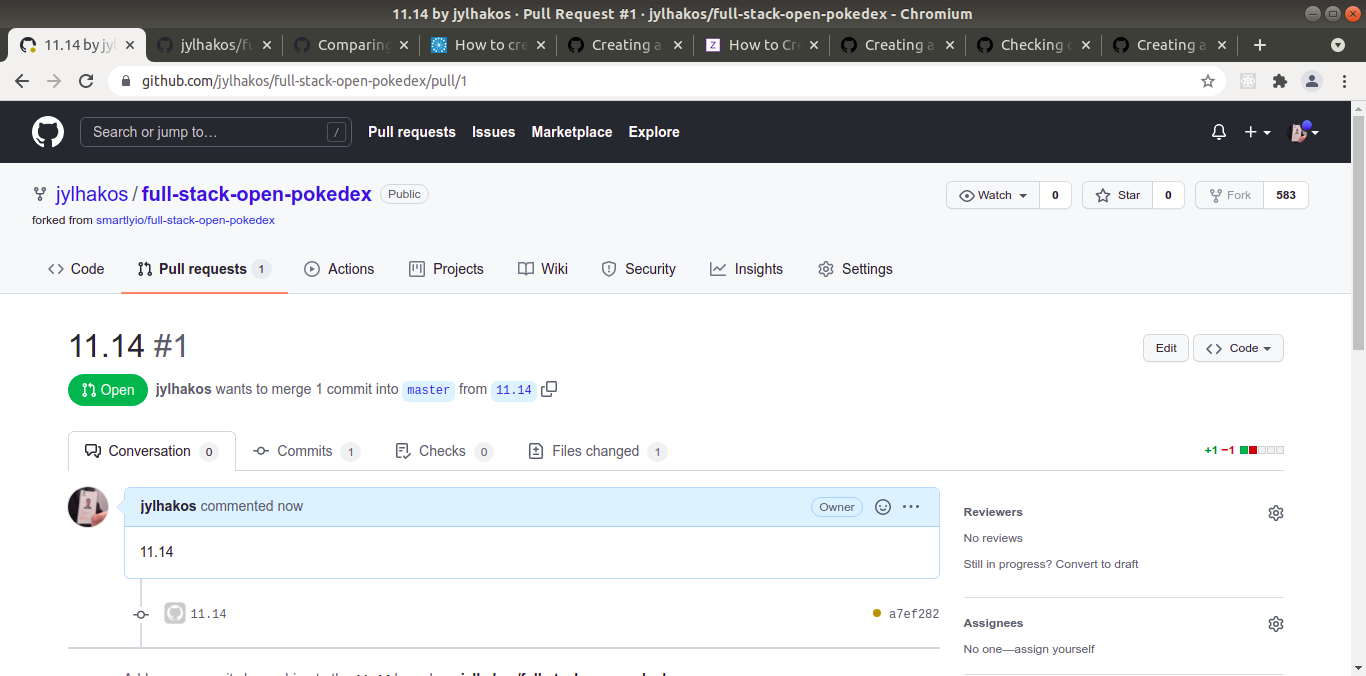 11.14 by jylhakos · Pull Request #1 · jylhakos/full-stack-open-pokedex - Chromium
11.14 by jyl jylhakos/fu Comparing How to cre Creating a How to Cr Creating a Checking Creating a
github.com/jylhakos/full-stack-open-pokedex/pull/1
Search or jump to… / Pull requests Issues Marketplace Explore
jylhakos / full-stack-open-pokedex Public Watch 0 Star 0 Fork 583
forked from smartlyio/full-stack-open-pokedex
Code Pull requests 1 Actions Projects Wiki Security Insights Settings
11.14 #1 Edit Code
Open jylhakos wants to merge 1 commit into master from 11.14
Conversation 0 Commits 1 Checks 0 Files changed 1 +1 −1
jylhakos commented now Owner
11.14
Reviewers
No reviews
Still in progress? Convert to draft
11.14 a7ef282
Assignees
No one—assign yourself